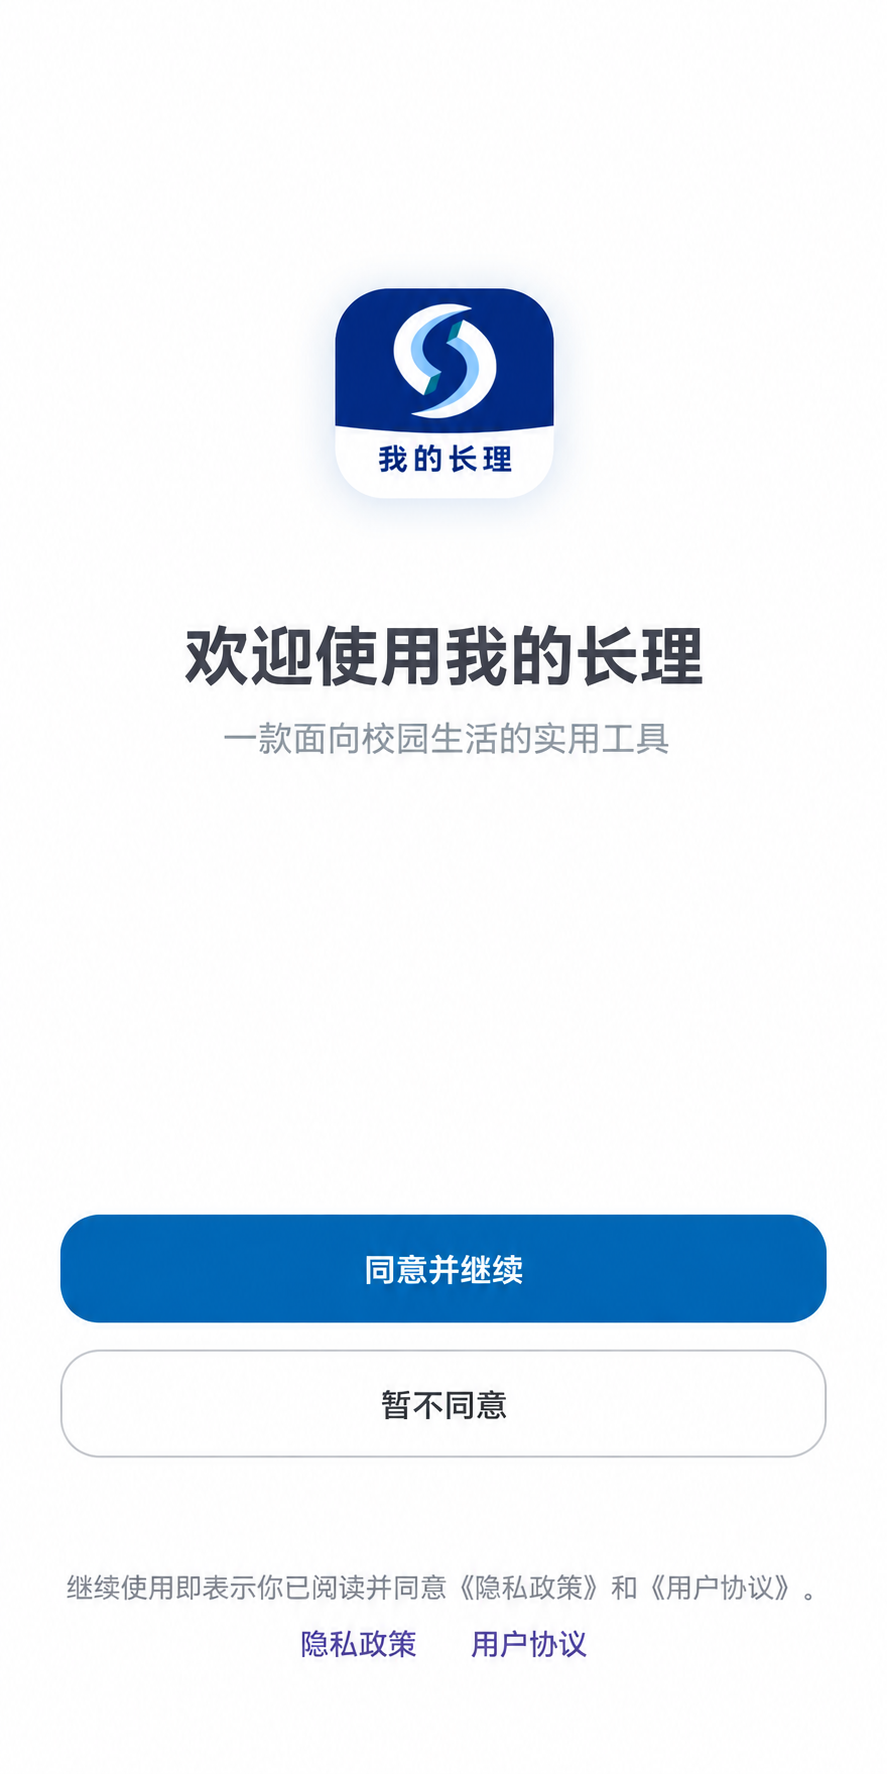 我的长理
欢迎使用我的长理
一款面向校园生活的实用工具
同意并继续
暂不同意
继续使用即表示你已阅读并同意《隐私政策》和《用户协议》。
隐私政策 用户协议